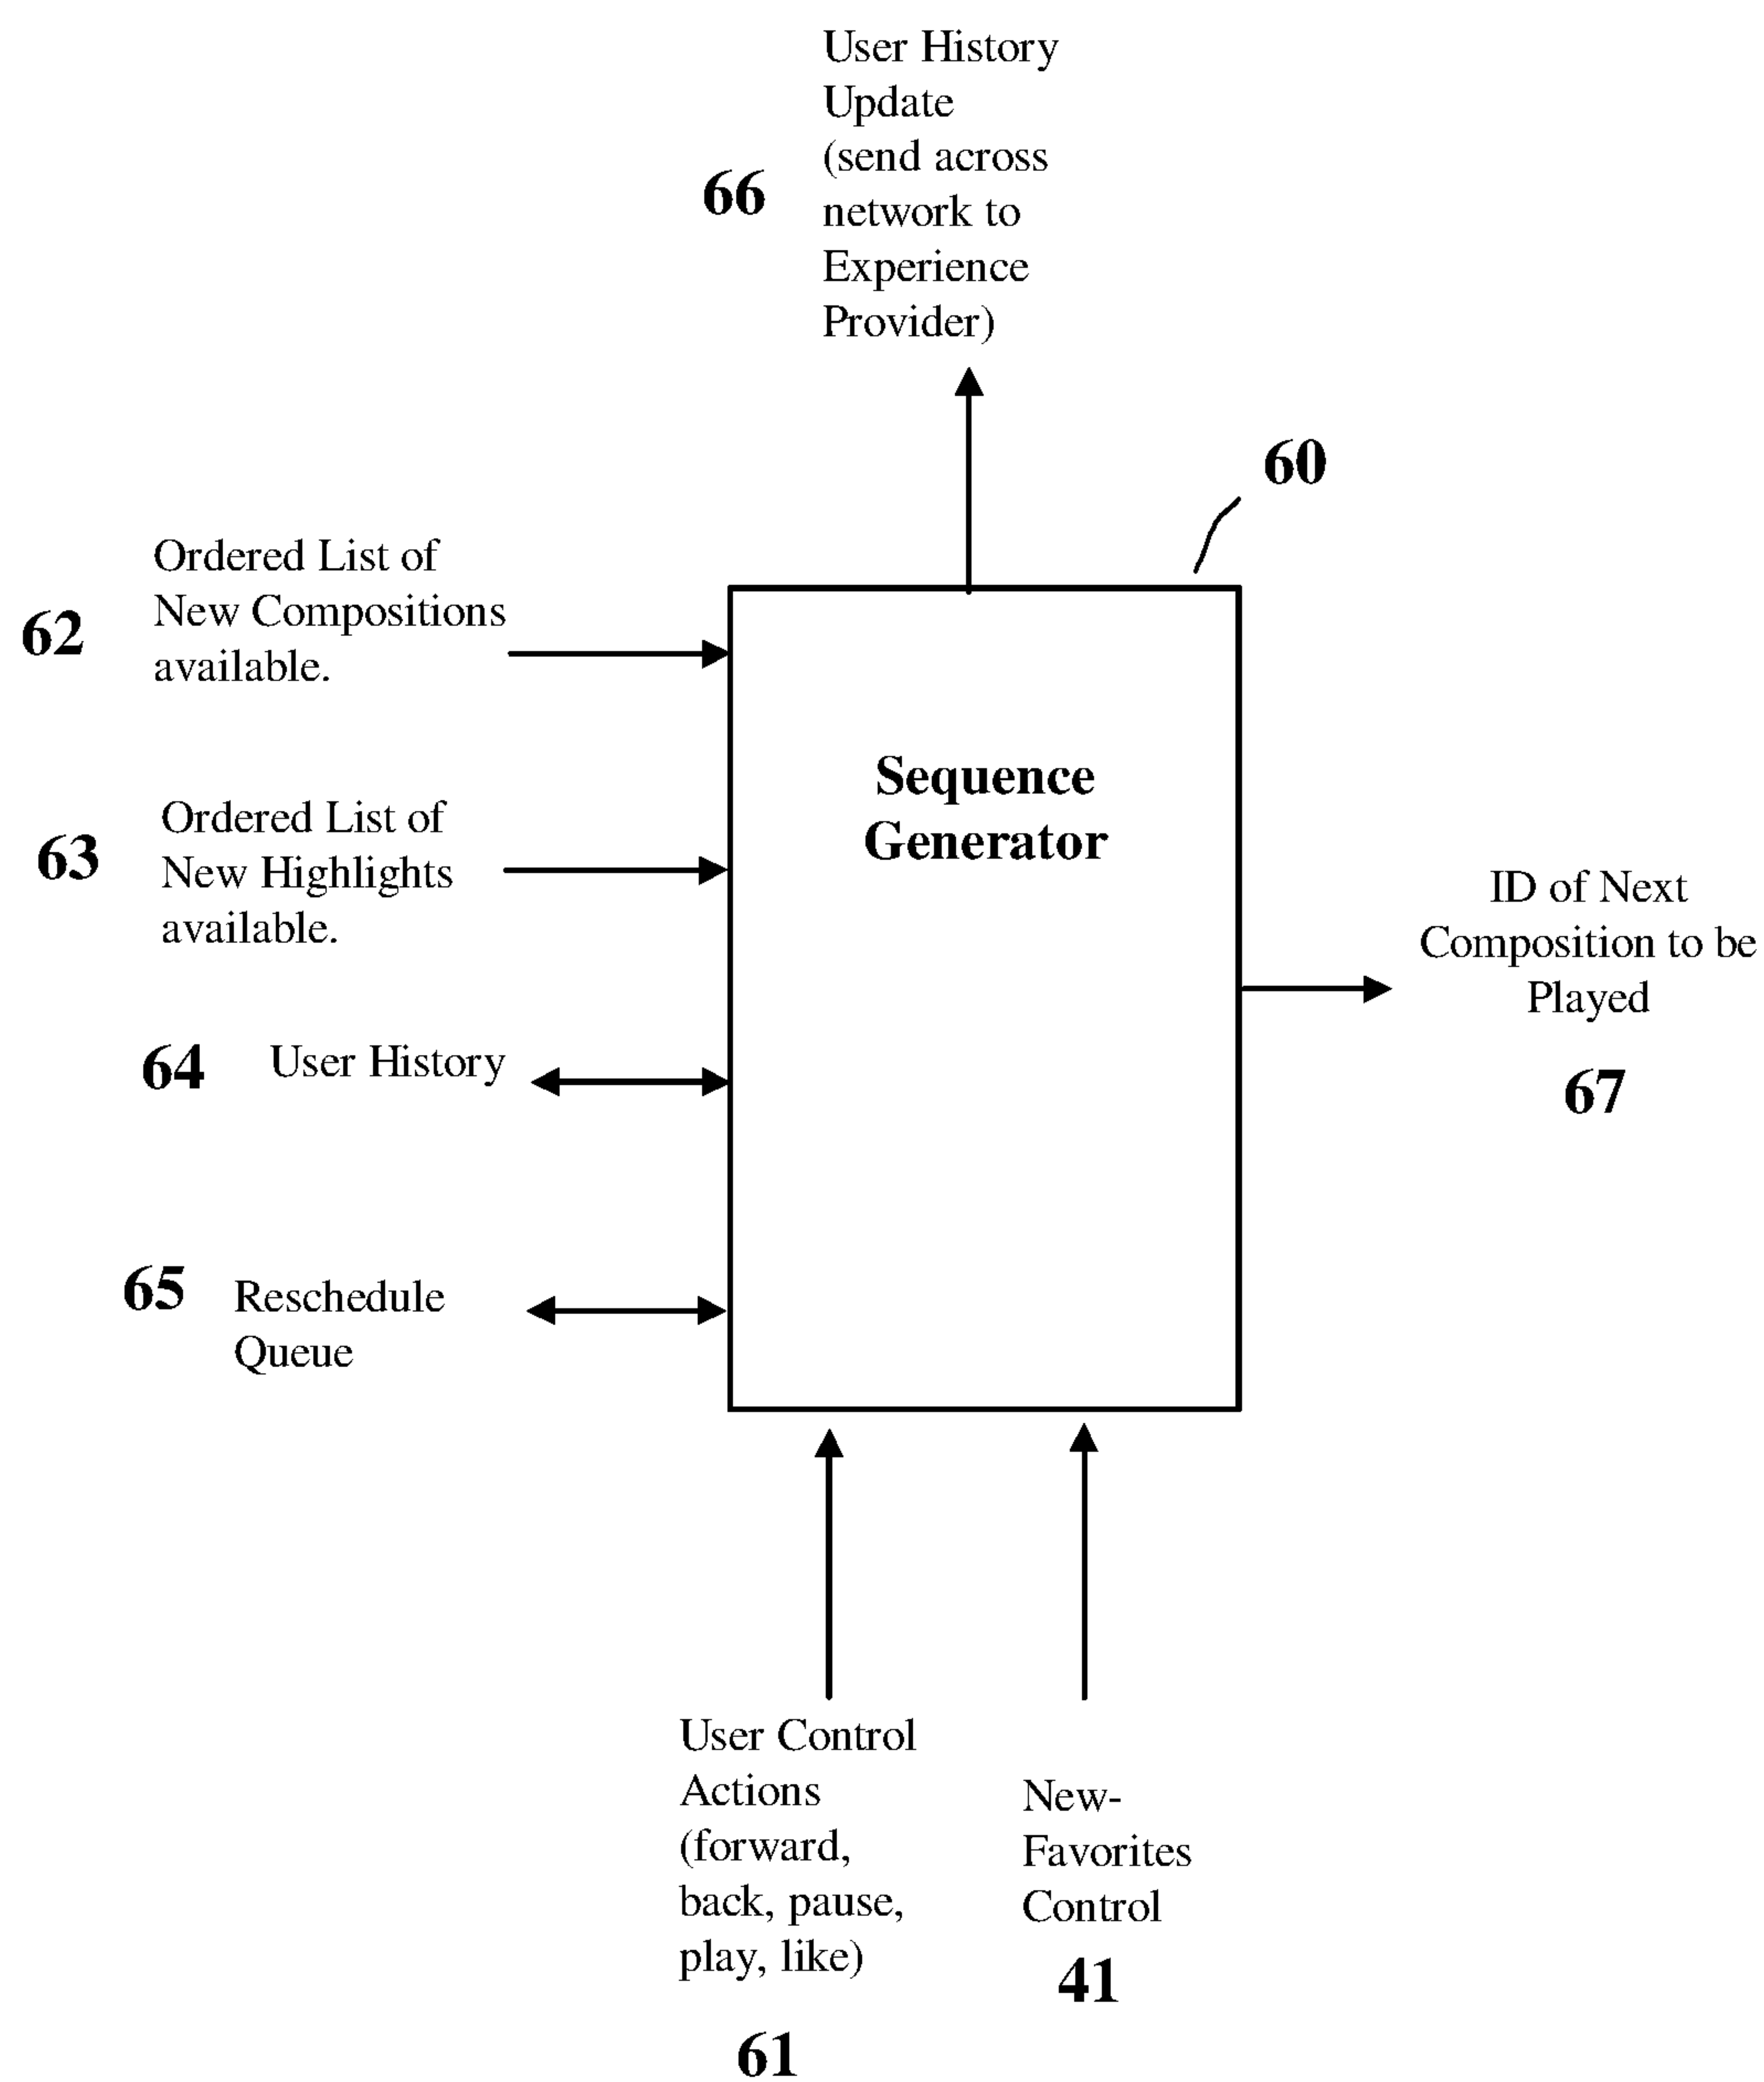 User History
Update
(send across
network to
Experience
Provider)
66
60
Ordered List of
New Compositions
available.
62
Sequence
Generator
Ordered List of
New Highlights
available.
63
ID of Next
Composition to be
Played
67
64
User History
65
Reschedule
Queue
User Control
Actions
(forward,
back, pause,
play, like)
61
New-
Favorites
Control
41